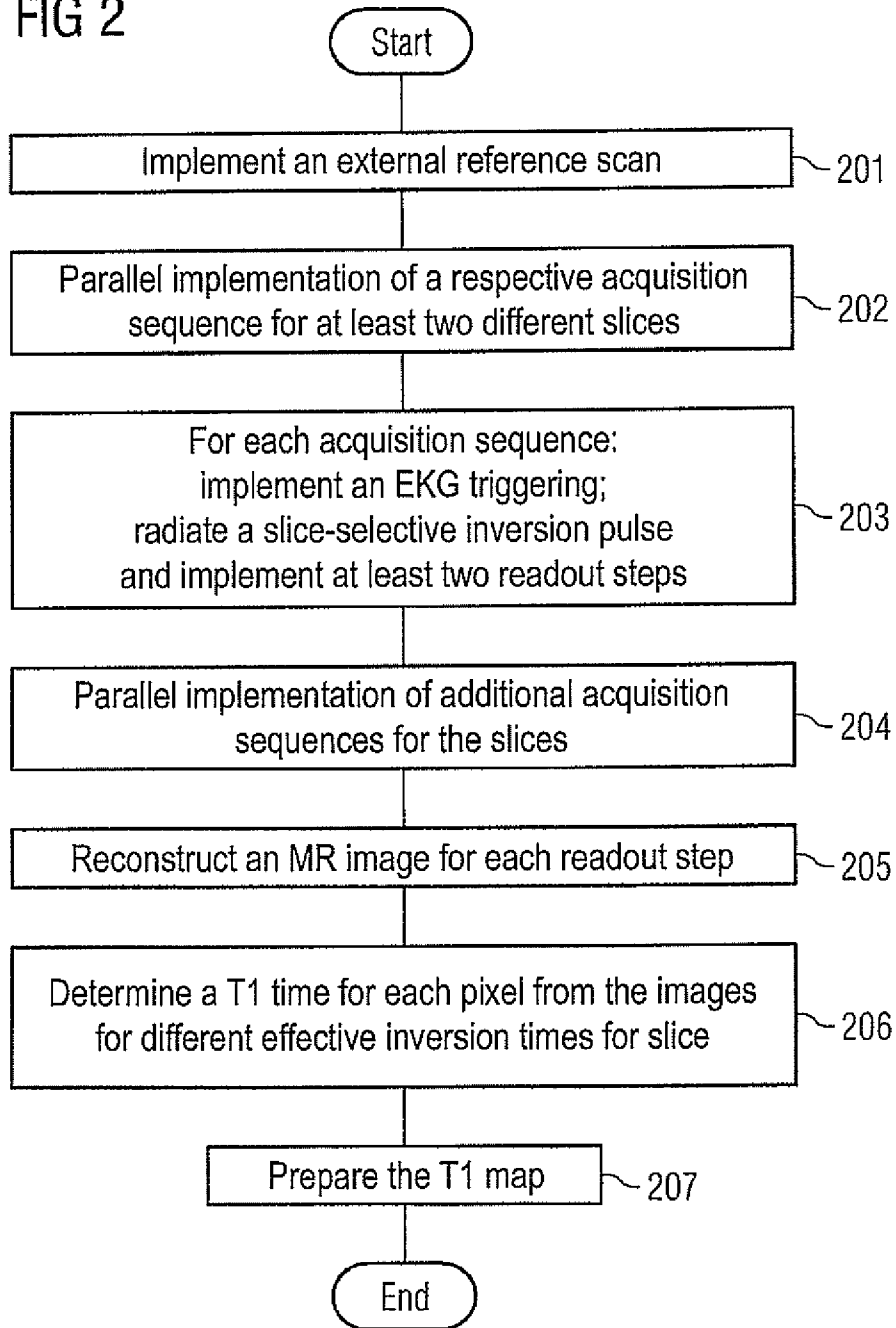 FIG 2
Start
Implement an external reference scan
201
Parallel implementation of a respective acquisition
sequence for at least two different slices
202
For each acquisition sequence:
implement an EKG triggering;
radiate a slice-selective inversion pulse
and implement at least two readout steps
203
Parallel implementation of additional acquisition
sequences for the slices
204
Reconstruct an MR image for each readout step
205
Determine a T1 time for each pixel from the images
for different effective inversion times for slice
206
Prepare the T1 map
207
End